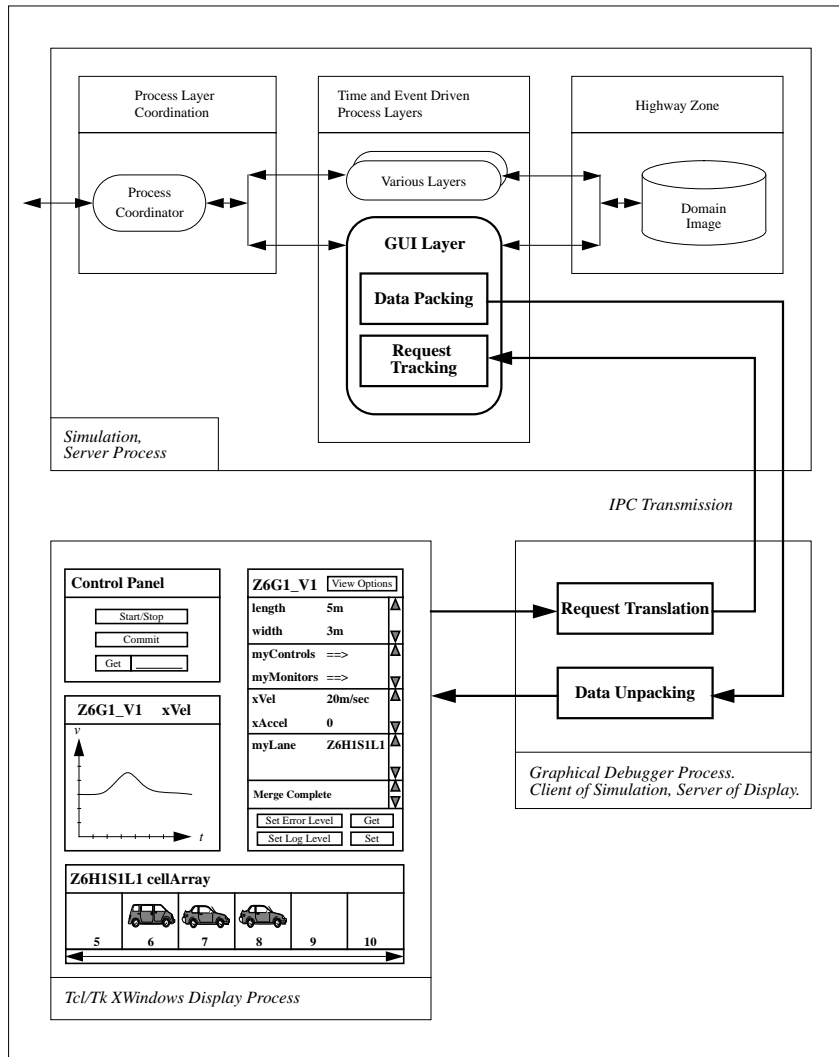 Process Layer
Coordination
Time and Event Driven
Process Layers
Highway Zone
Process
Coordinator
Various Layers
Domain
Image
GUI Layer
Data Packing
Request
Tracking
Simulation,
Server Process
IPC Transmission
Control Panel
Start/Stop
Commit
Get
Z6G1_V1 View Options
length 5m
width 3m
myControls ==>
myMonitors ==>
xVel 20m/sec
xAccel 0
myLane Z6H1S1L1
Merge Complete
Set Error Level Get
Set Log Level Set
Z6G1_V1 xVel
v
t
Z6H1S1L1 cellArray
5 6 7 8 9 10
Tcl/Tk XWindows Display Process
Request Translation
Data Unpacking
Graphical Debugger Process.
Client of Simulation, Server of Display.